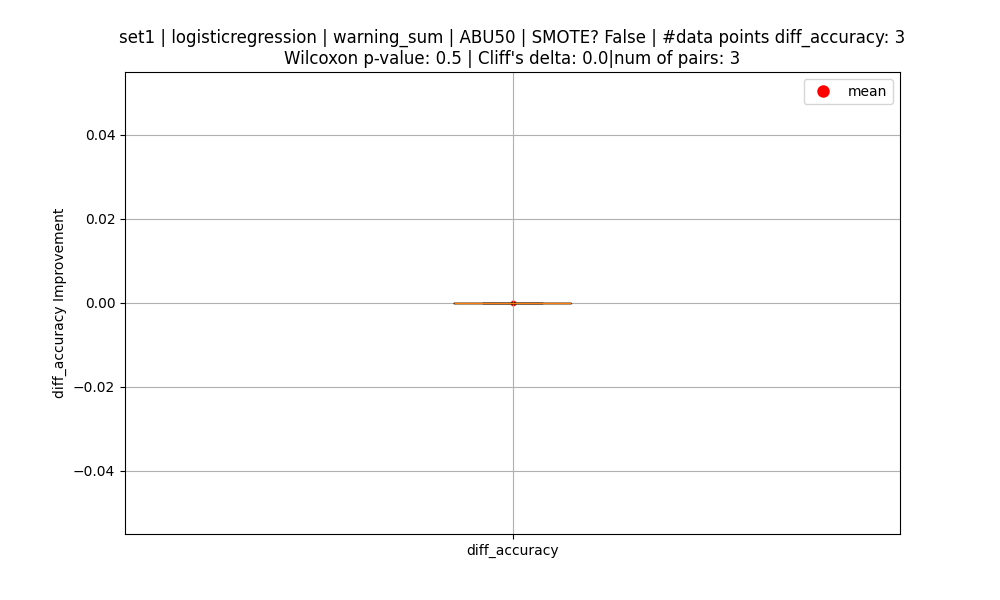 set1 | logisticregression | warning_sum | ABU50 | SMOTE? False | #data points diff_accuracy: 3
Wilcoxon p-value: 0.5 | Cliff's delta: 0.0|num of pairs: 3
mean
0.04
0.02
0.00
−0.02
−0.04
diff_accuracy Improvement
diff_accuracy